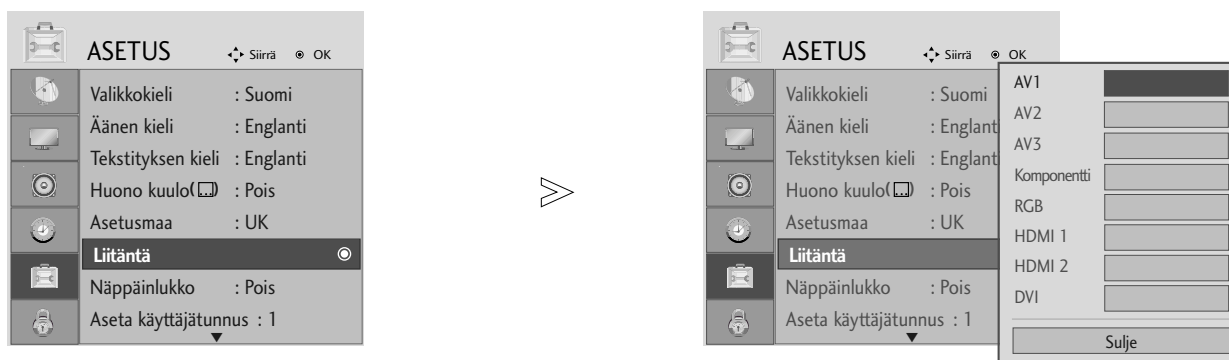 ASETUS Siirrä OK
Valikkokieli : Suomi
Äänen kieli : Englanti
Tekstityksen kieli : Englanti
Huono kuulo( ) : Pois
Asetusmaa : UK
Liitäntä
Näppäinlukko : Pois
Aseta käyttäjätunnus : 1
ASETUS Siirrä OK
Valikkokieli : Suomi
Äänen kieli : Englant
Tekstityksen kieli : Englant
Huono kuulo( ) : Pois
Asetusmaa : UK
Liitäntä
Näppäinlukko : Pois
Aseta käyttäjätunnus : 1
AV1
AV2
AV3
Komponentti
RGB
HDMI 1
HDMI 2
DVI
Sulje